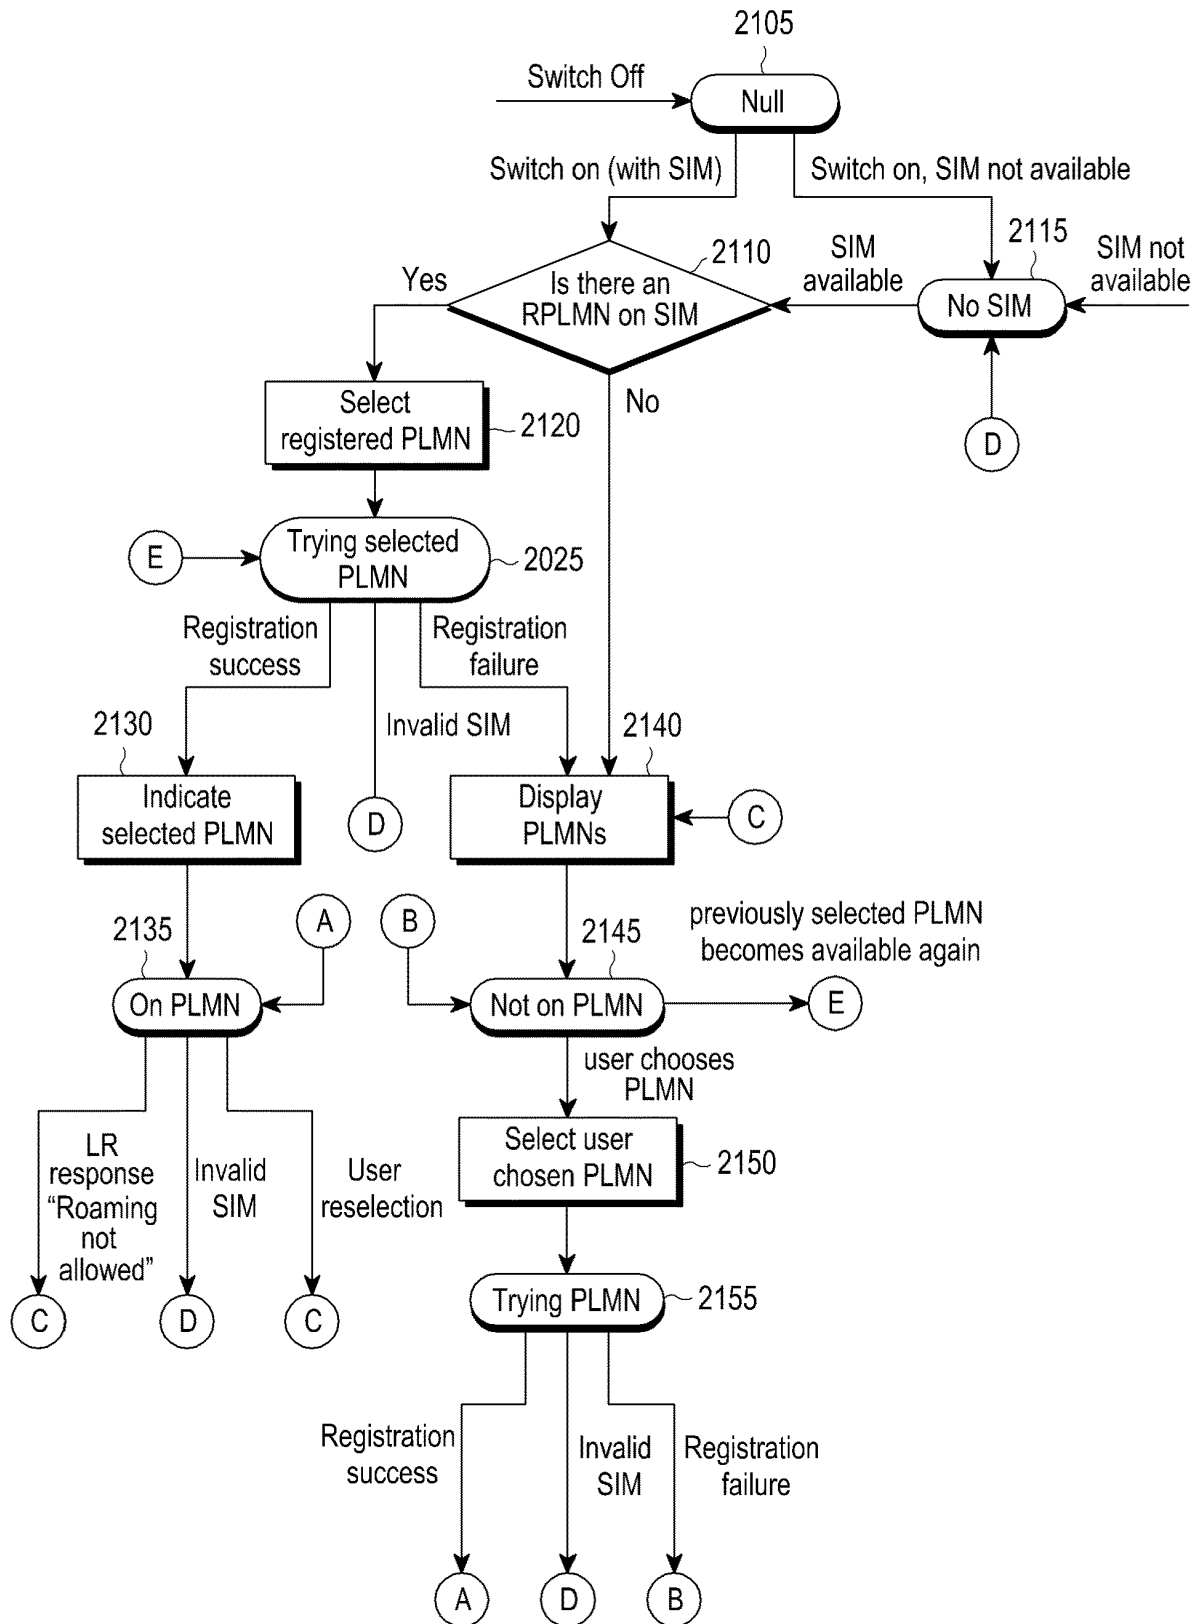 2105
Switch Off
Null
Switch on (with SIM)
Switch on, SIM not available
2110
2115
SIM
available
SIM not
available
Yes
Is there an
RPLMN on SIM
No SIM
No
D
Select
registered PLMN
2120
E
Trying selected
PLMN
2025
Registration
success
Registration
failure
Invalid SIM
2130
2140
Indicate
selected PLMN
D
Display
PLMNs
C
2135
A
B
2145
previously selected PLMN
becomes available again
On PLMN
Not on PLMN
E
user chooses
PLMN
LR
response
“Roaming
not
allowed”
Invalid
SIM
User
reselection
Select user
chosen PLMN
2150
C
D
C
Trying PLMN
2155
Registration
success
Invalid
SIM
Registration
failure
A
D
B